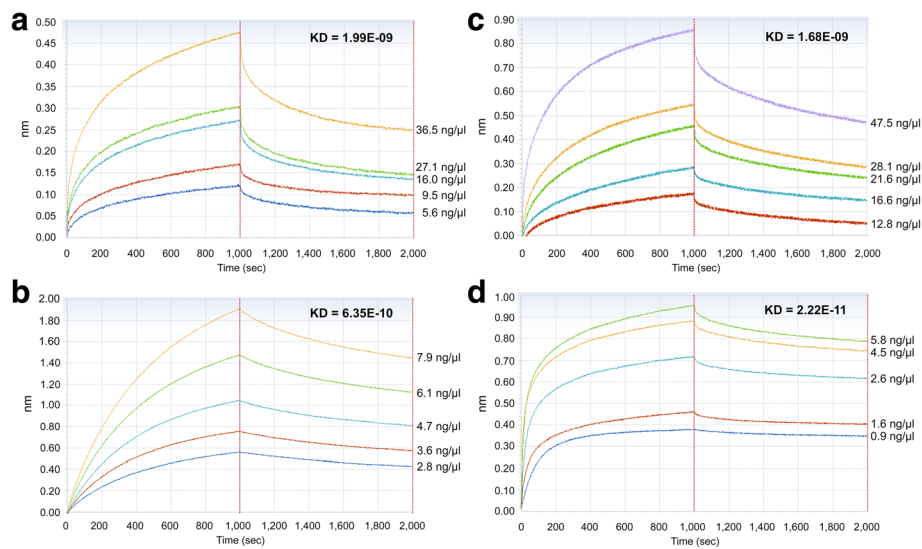 a
KD = 1.99E-09
0.50
0.40
0.35
0.30
0.25
0.20
0.15
0.10
0.05
0.00
nm
36.5 ng/µl
27.1 ng/µl
16.0 ng/µl
9.5 ng/µl
5.6 ng/µl
0 200 400 600 800 1,000 1,200 1,400 1,600 1,800 2,000
Time (sec)
c
KD = 1.68E-09
0.90
0.80
0.60
0.50
0.40
0.30
0.20
0.10
0.00
nm
47.5 ng/µl
28.1 ng/µl
21.6 ng/µl
16.6 ng/µl
12.8 ng/µl
0 200 400 600 800 1,000 1,200 1,400 1,600 1,800 2,000
Time (sec)
b
KD = 6.35E-10
2.00
1.80
1.60
1.40
1.20
1.00
0.80
0.60
0.40
0.20
0.00
nm
7.9 ng/µl
6.1 ng/µl
4.7 ng/µl
3.6 ng/µl
2.8 ng/µl
0 200 400 600 800 1,000 1,200 1,400 1,600 1,800 2,000
Time (sec)
d
KD = 2.22E-11
1.00
0.90
0.70
0.60
0.50
0.40
0.30
0.20
0.10
0.00
nm
5.8 ng/µl
4.5 ng/µl
2.6 ng/µl
1.6 ng/µl
0.9 ng/µl
0 200 400 600 800 1,000 1,200 1,400 1,600 1,800 2,000
Time (sec)